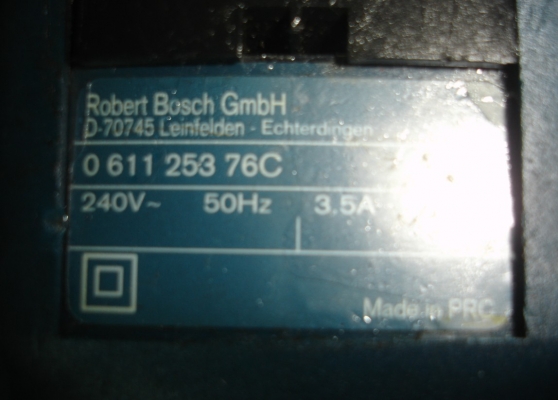 Robert Bosch GmbH
D-70745 Leinfelden - Echterdingen
0 611 253 76C
240V~ 50Hz 3.5A
Made in PRC